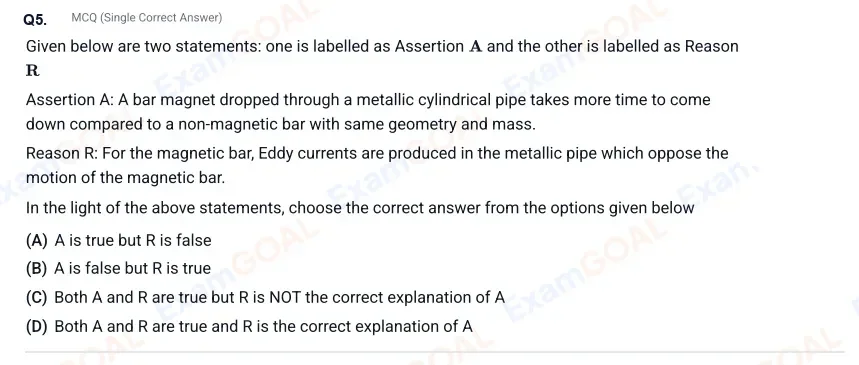 Q5. MCQ (Single Correct Answer)
Given below are two statements: one is labelled as Assertion A and the other is labelled as Reason
R
Assertion A: A bar magnet dropped through a metallic cylindrical pipe takes more time to come
down compared to a non-magnetic bar with same geometry and mass.
Reason R: For the magnetic bar, Eddy currents are produced in the metallic pipe which oppose the
motion of the magnetic bar.
In the light of the above statements, choose the correct answer from the options given below
(A) A is true but R is false
(B) A is false but R is true
(C) Both A and R are true but R is NOT the correct explanation of A
(D) Both A and R are true and R is the correct explanation of A
ExamGOAL